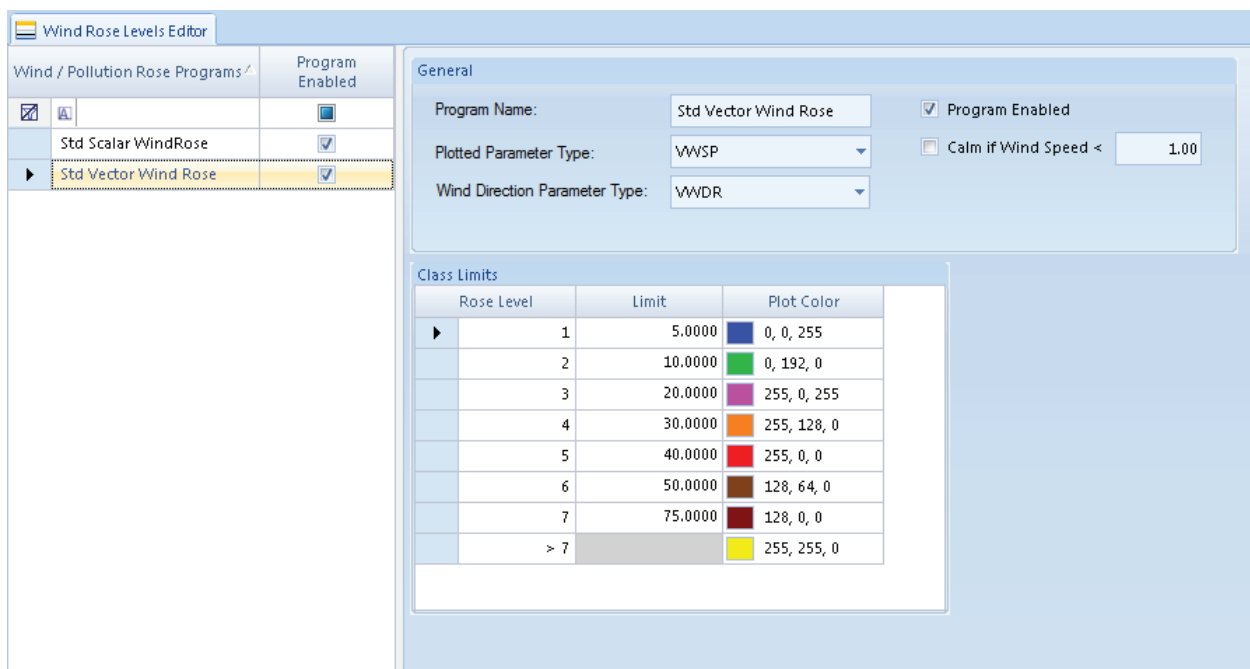 Wind Rose Levels Editor
Wind / Pollution Rose Programs
Program
Enabled
A
Std Scalar WindRose
Std Vector Wind Rose
General
Program Name:
Std Vector Wind Rose
Program Enabled
Plotted Parameter Type:
VWSP
Calm if Wind Speed <
1.00
Wind Direction Parameter Type:
VWDR
Class Limits
Rose Level Limit Plot Color
1 5.0000 0, 0, 255
2 10.0000 0, 192, 0
3 20.0000 255, 0, 255
4 30.0000 255, 128, 0
5 40.0000 255, 0, 0
6 50.0000 128, 64, 0
7 75.0000 128, 0, 0
> 7 255, 255, 0